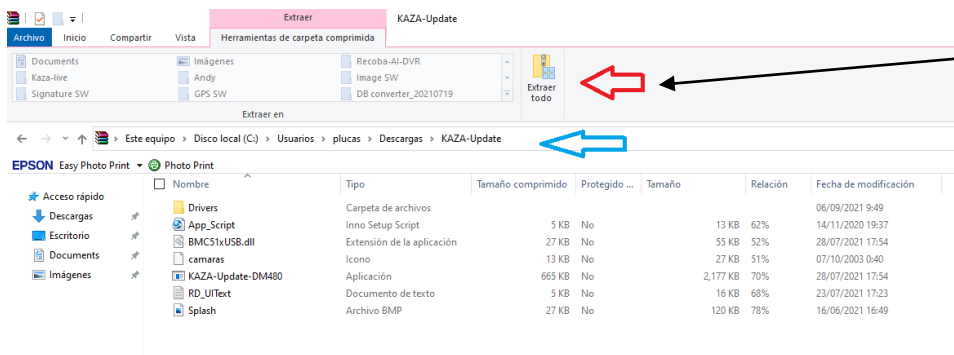 Extraer KAZA-Update
Archivo Inicio Compartir Vista Herramientas de carpeta comprimida
Documents Imágenes Recoba-AI-DVR
Kaza-live Andy Image SW
Signature SW GPS SW DB converter_20210719
Extraer todo
Extraer en
Este equipo > Disco local (C:) > Usuarios > plucas > Descargas > KAZA-Update
EPSON Easy Photo Print Photo Print
Nombre Tipo Tamaño comprimido Protegido ... Tamaño Relación Fecha de modificación
Acceso rápido
Descargas
Escritorio
Documents
Imágenes
Drivers Carpeta de archivos 06/09/2021 9:49
App_Script Inno Setup Script 5 KB No 13 KB 62% 14/11/2020 19:37
BMC51xUSB.dll Extensión de la aplicación 27 KB No 55 KB 52% 28/07/2021 17:54
camaras Icono 13 KB No 27 KB 51% 07/10/2003 0:40
KAZA-Update-DM480 Aplicación 665 KB No 2,177 KB 70% 28/07/2021 17:54
RD_UIText Documento de texto 5 KB No 16 KB 68% 23/07/2021 17:23
Splash Archivo BMP 27 KB No 120 KB 78% 16/06/2021 16:49